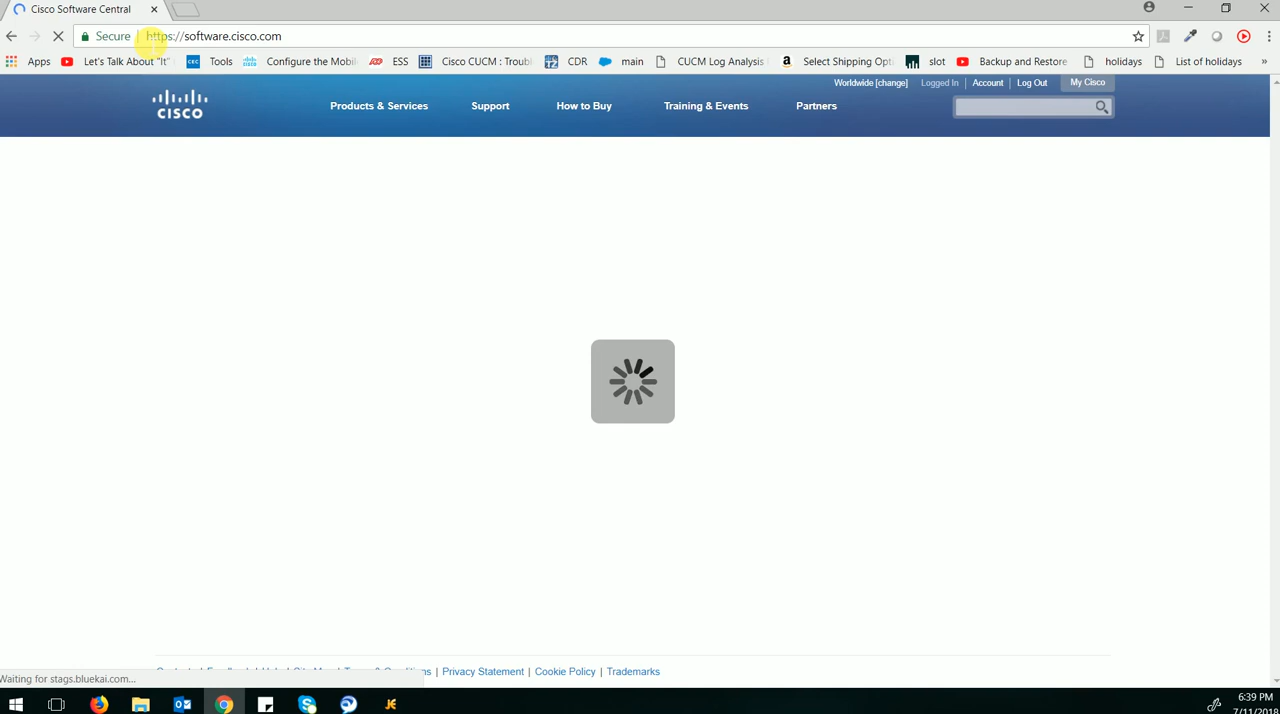 Cisco Software Central
Secure | https://software.cisco.com
Apps Let's Talk About "It" Tools Configure the Mobil ESS Cisco CUCM : Troub CDR main CUCM Log Analysis Select Shipping Opti slot Backup and Restore holidays List of holidays »
Worldwide [change] Logged In | Account | Log Out My Cisco
CISCO Products & Services Support How to Buy Training & Events Partners
| Privacy Statement | Cookie Policy | Trademarks
Waiting for stags.bluekai.com...
6:39 PM
7/11/2018